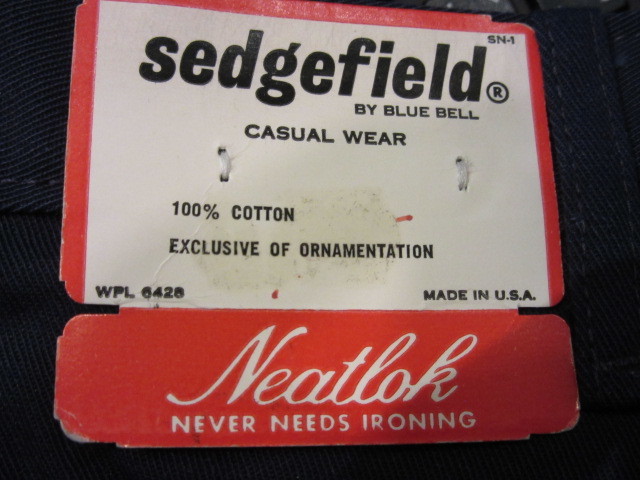 SN-1
sedgefield®
BY BLUE BELL
CASUAL WEAR
100% COTTON
EXCLUSIVE OF ORNAMENTATION
WPL 6428 MADE IN U.S.A.
Neatlok
NEVER NEEDS IRONING